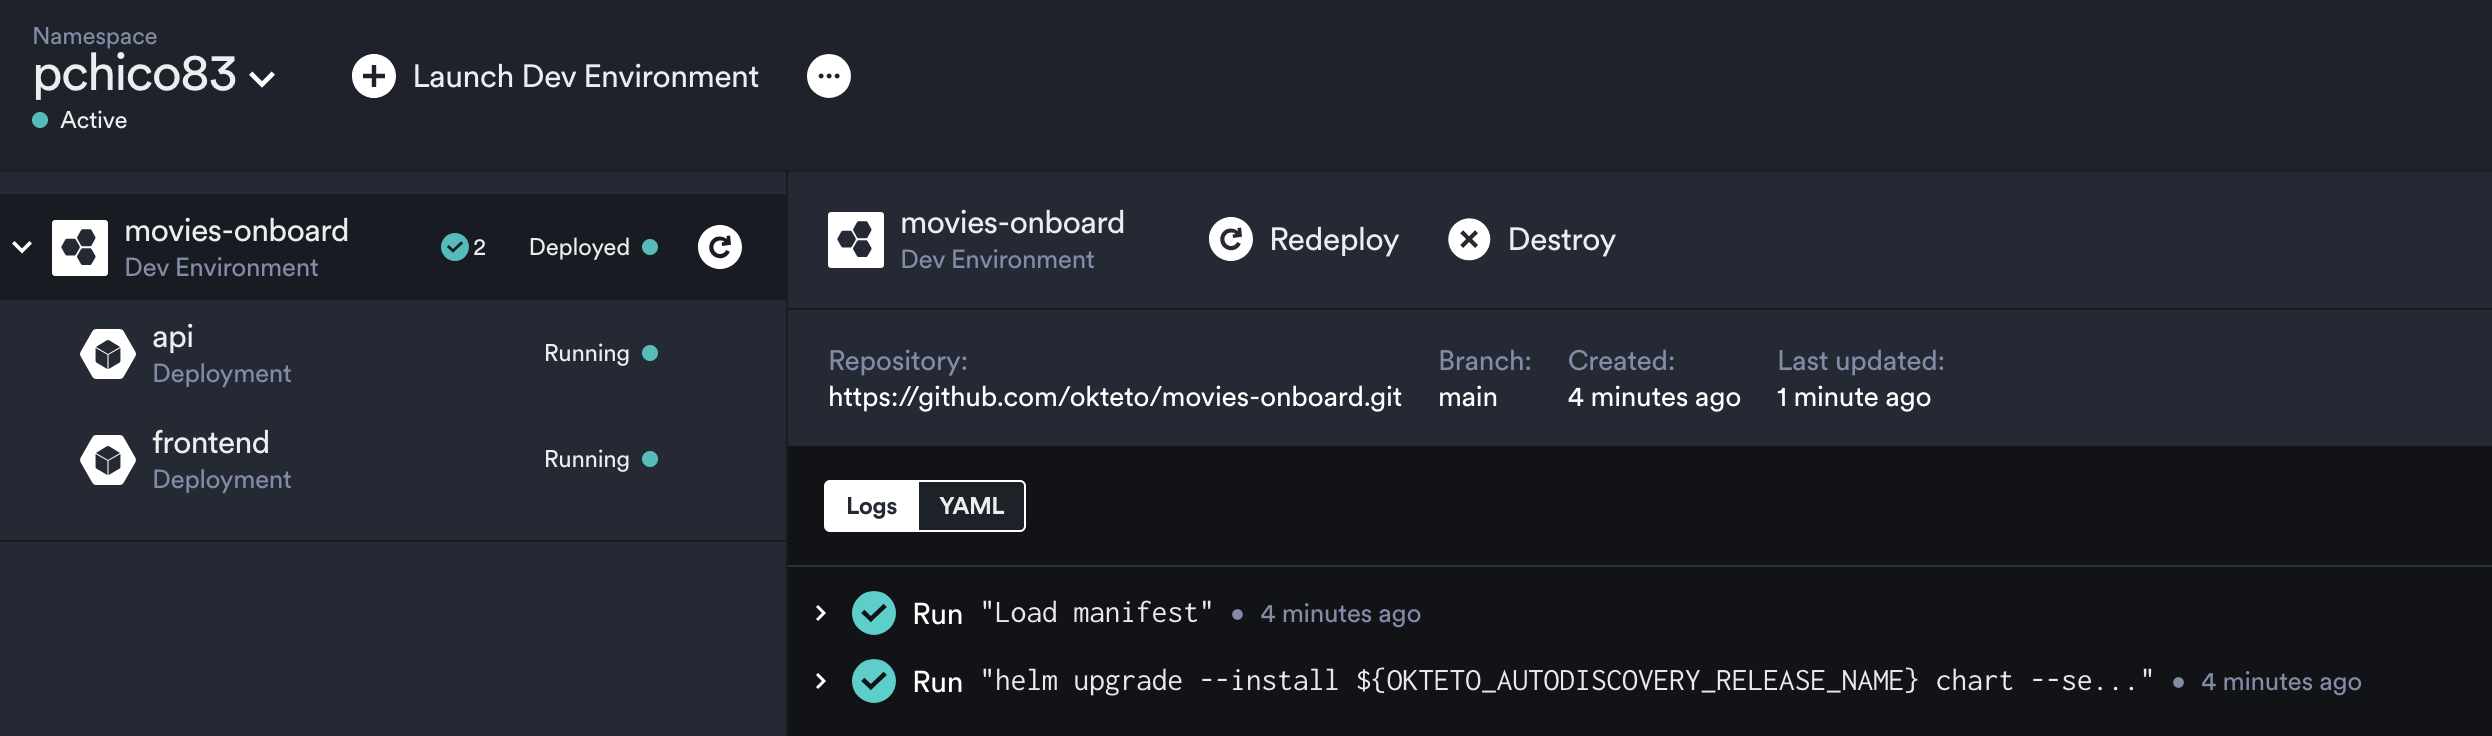 Namespace
pchico83
Launch Dev Environment
Active
movies-onboard
Dev Environment
2
Deployed
api
Deployment
Running
frontend
Deployment
Running
movies-onboard
Dev Environment
Redeploy
Destroy
Repository:
https://github.com/okteto/movies-onboard.git
Branch:
main
Created:
4 minutes ago
Last updated:
1 minute ago
Logs
YAML
Run "Load manifest" • 4 minutes ago
Run "helm upgrade --install ${OKTETO_AUTODISCOVERY_RELEASE_NAME} chart --se..." • 4 minutes ago